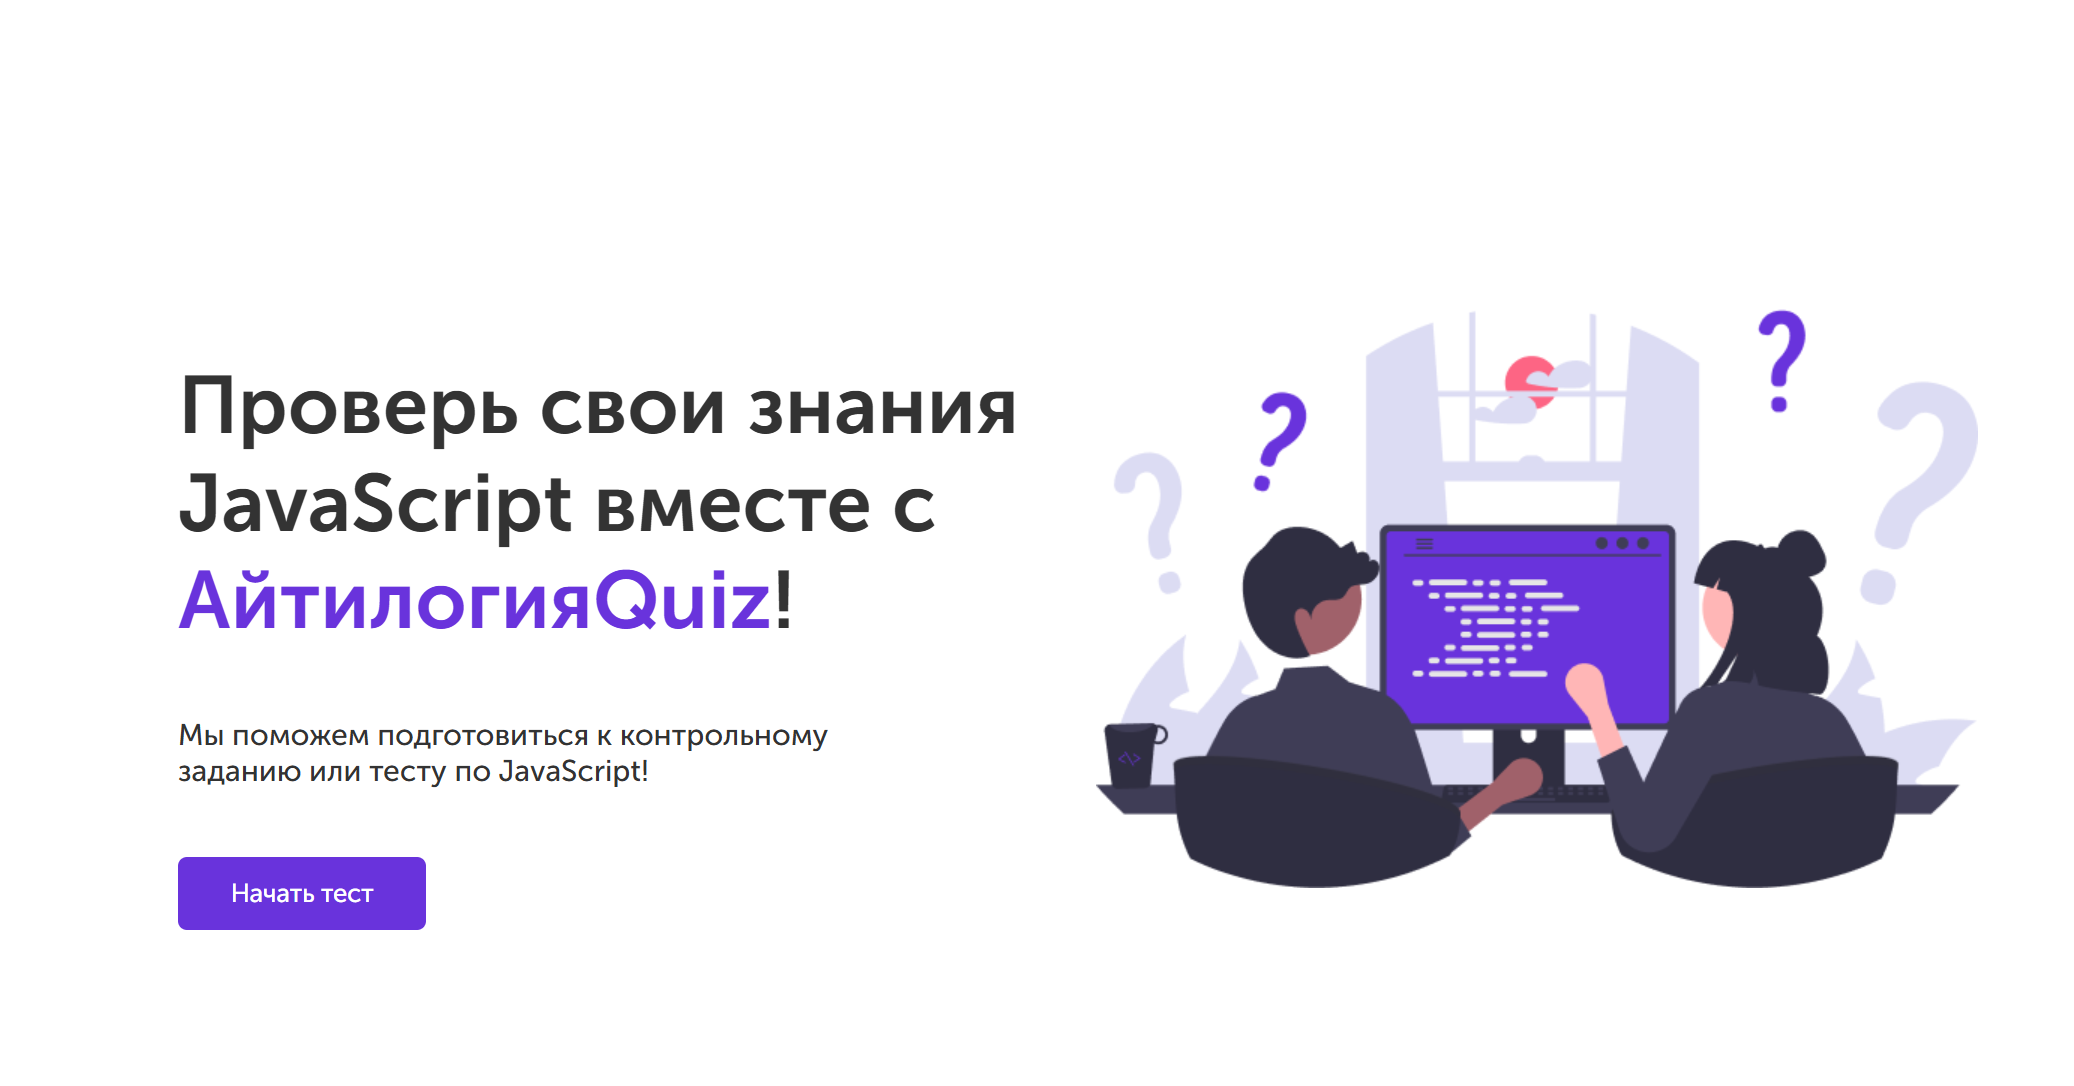 Проверь свои знания
JavaScript вместе с
АйтилогияQuiz!
Мы поможем подготовиться к контрольному
заданию или тесту по JavaScript!
Начать тест